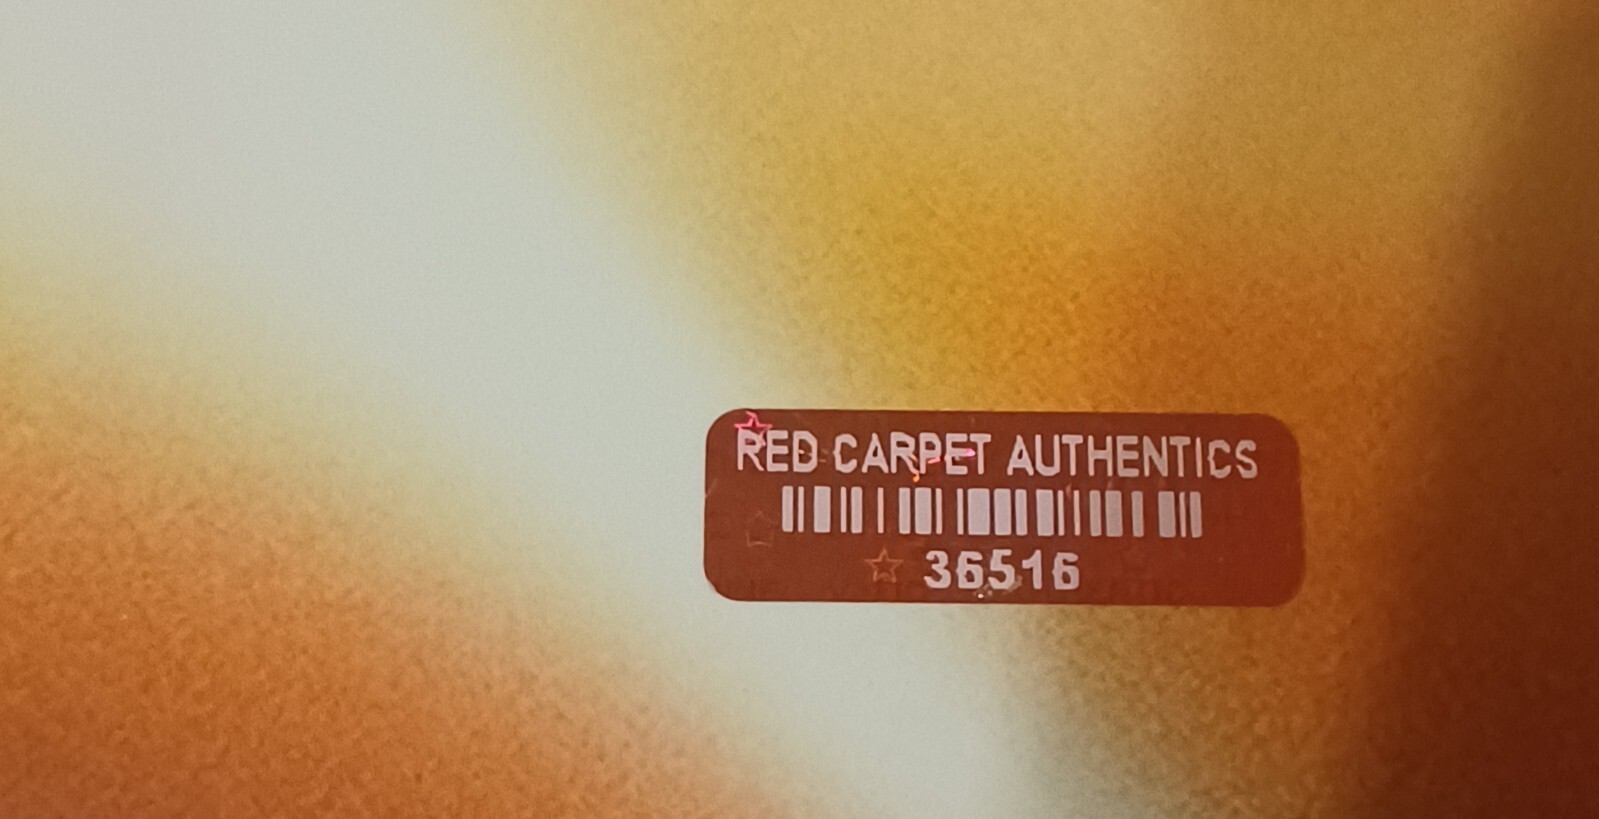 RED CARPET AUTHENTICS
36516